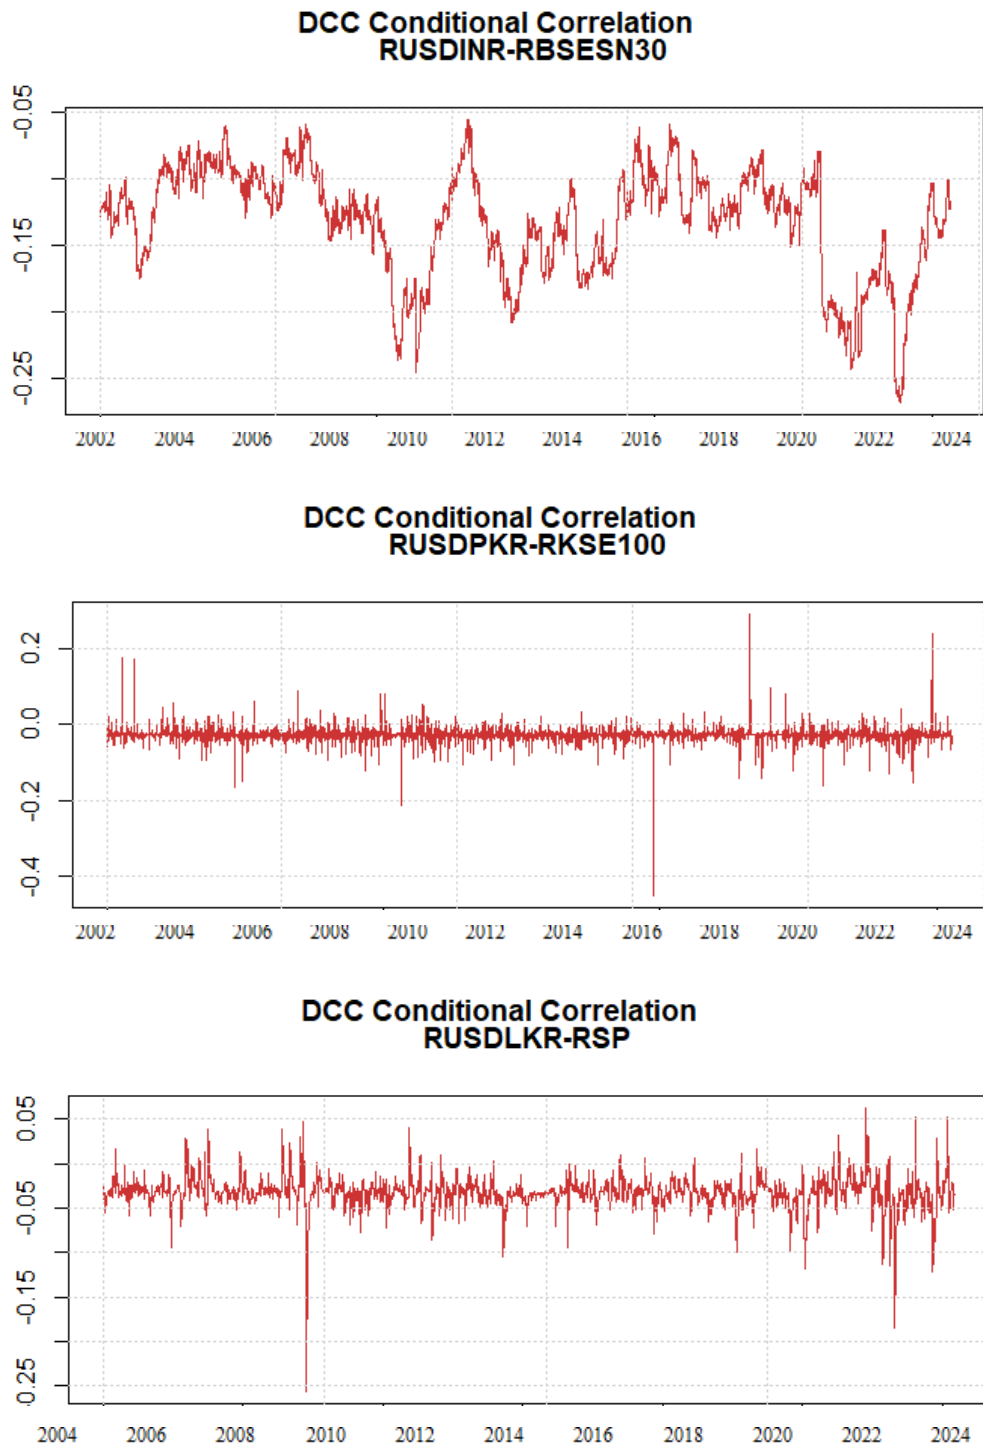 DCC Conditional Correlation
RUSDINR-RBSESN30
-0.05
-0.15
-0.25
2002 2004 2006 2008 2010 2012 2014 2016 2018 2020 2022 2024
DCC Conditional Correlation
RUSDPKR-RKSE100
0.2
0.0
-0.2
-0.4
2002 2004 2006 2008 2010 2012 2014 2016 2018 2020 2022 2024
DCC Conditional Correlation
RUSDLKR-RSP
0.05
-0.05
-0.15
-0.25
2004 2006 2008 2010 2012 2014 2016 2018 2020 2022 2024